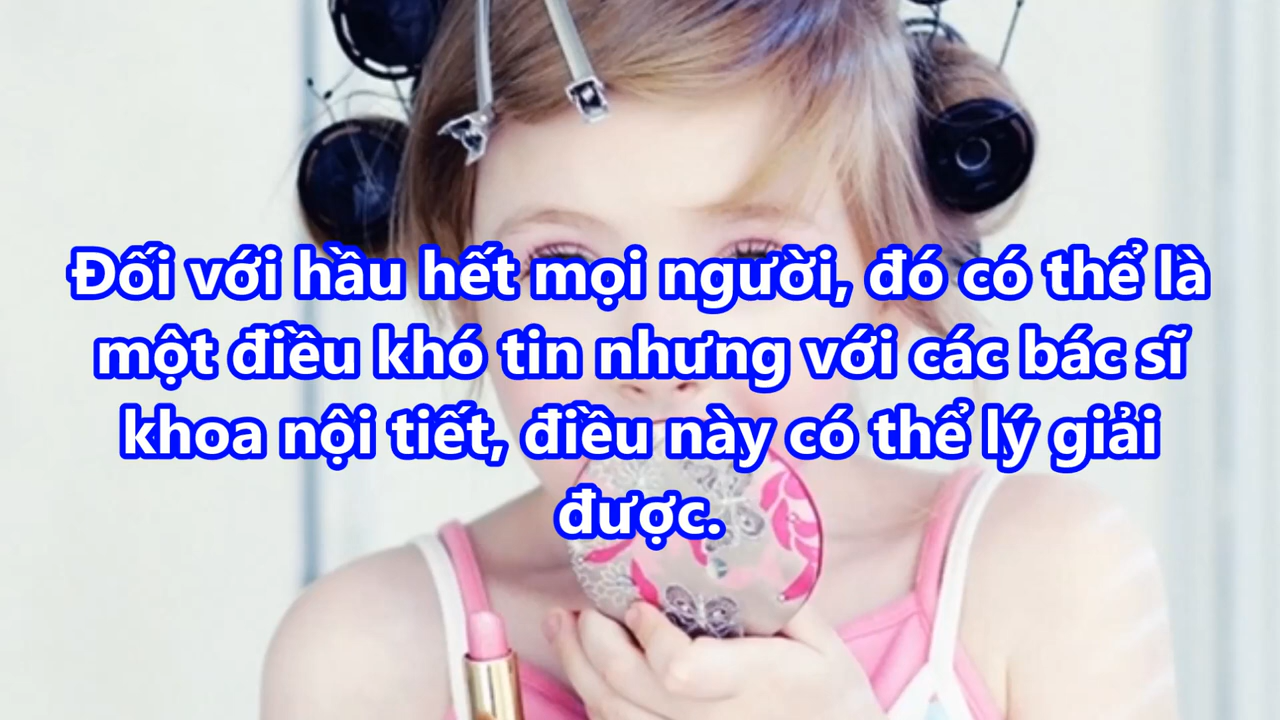 Đối với hầu hết mọi người, đó có thể là
một điều khó tin nhưng với các bác sĩ
khoa nội tiết, điều này có thể lý giải
được.